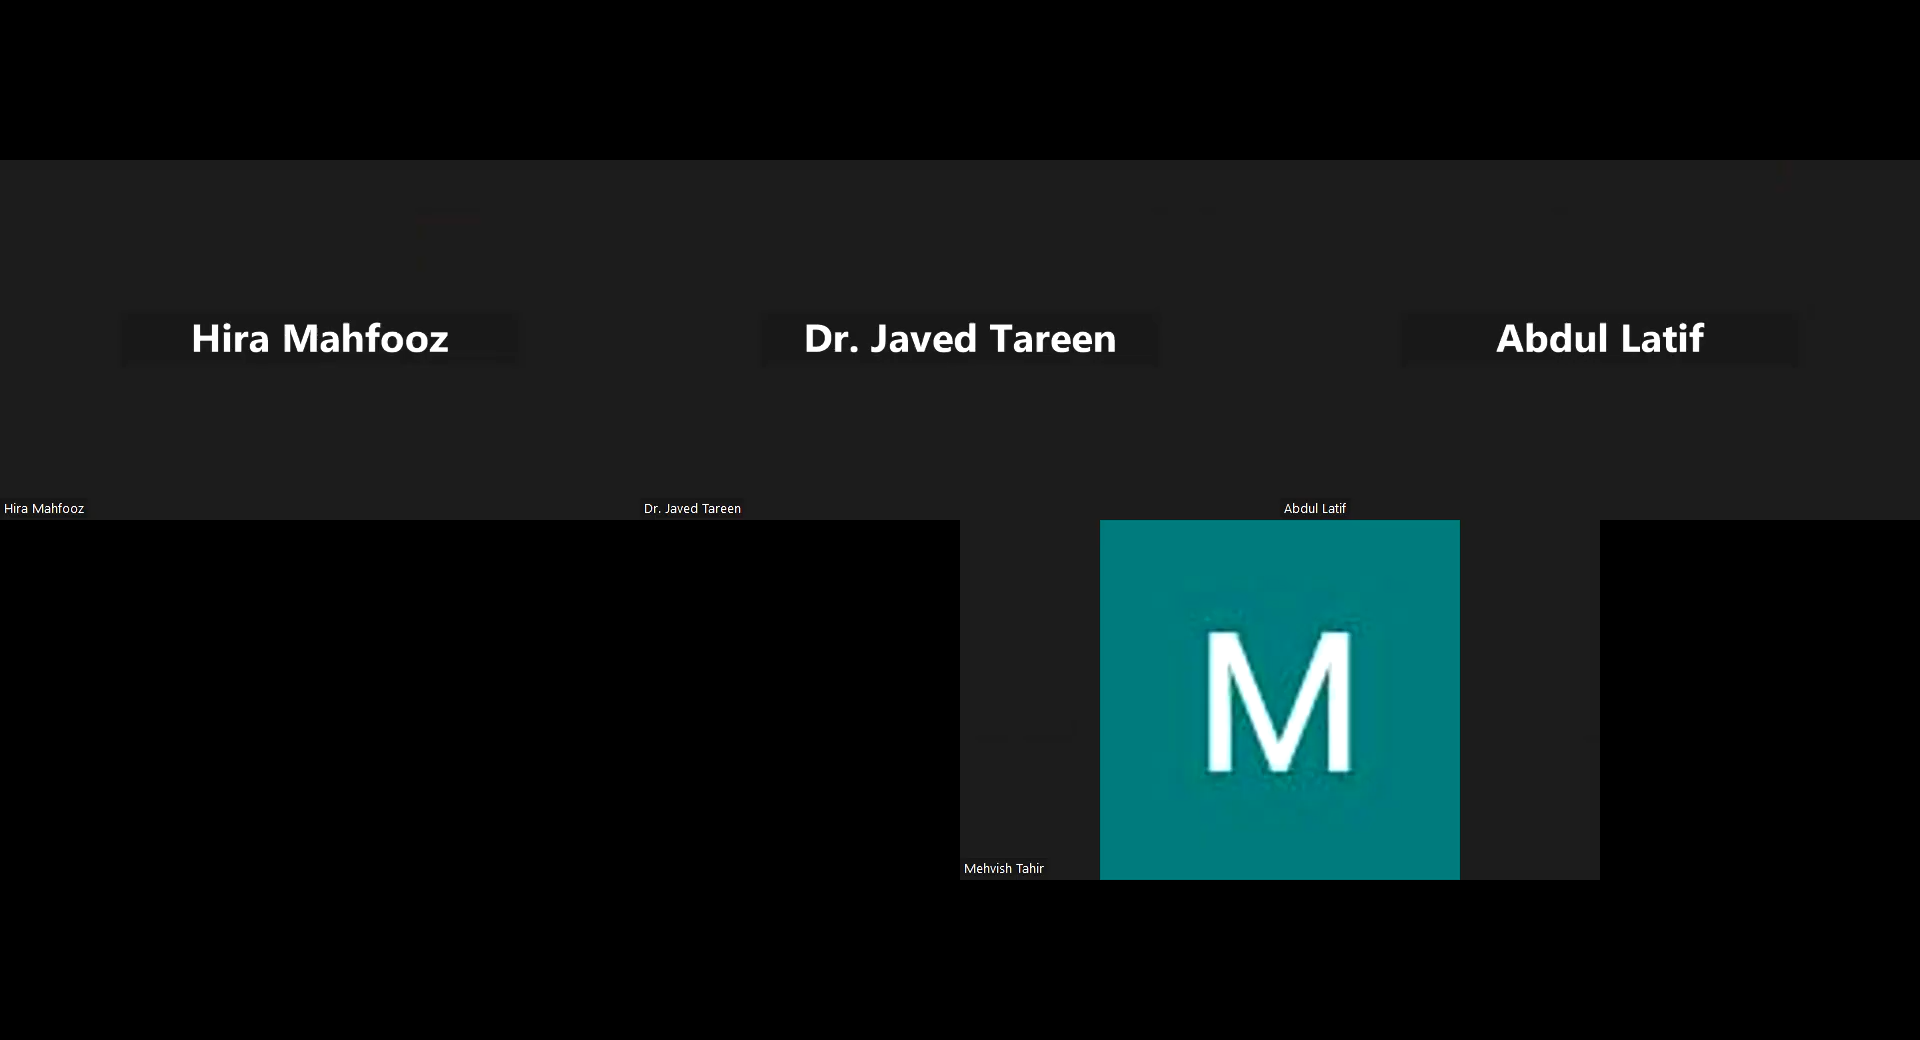 Hira Mahfooz
Dr. Javed Tareen
Abdul Latif
Hira Mahfooz
Dr. Javed Tareen
Abdul Latif
M
Mehvish Tahir